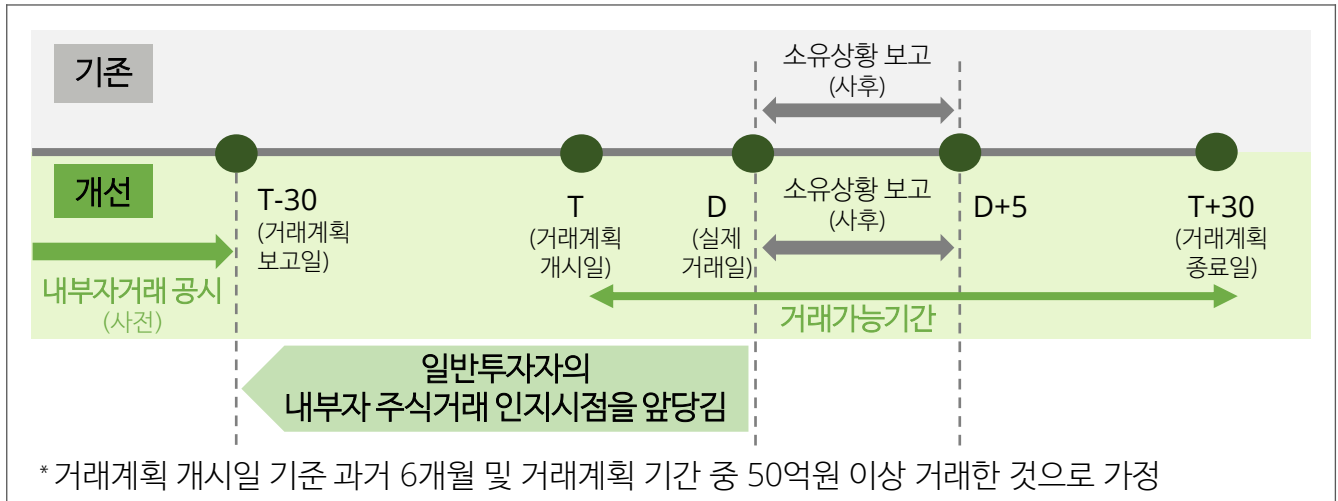 기존
소유상황 보고
(사후)
개선
T-30
(거래계획
보고일)
T
(거래계획
개시일)
D
(실제
거래일)
소유상황 보고
(사후)
D+5
T+30
(거래계획
종료일)
내부자거래 공시
(사전)
거래가능기간
일반투자자의
내부자 주식거래 인지시점을 앞당김
* 거래계획 개시일 기준 과거 6개월 및 거래계획 기간 중 50억원 이상 거래한 것으로 가정